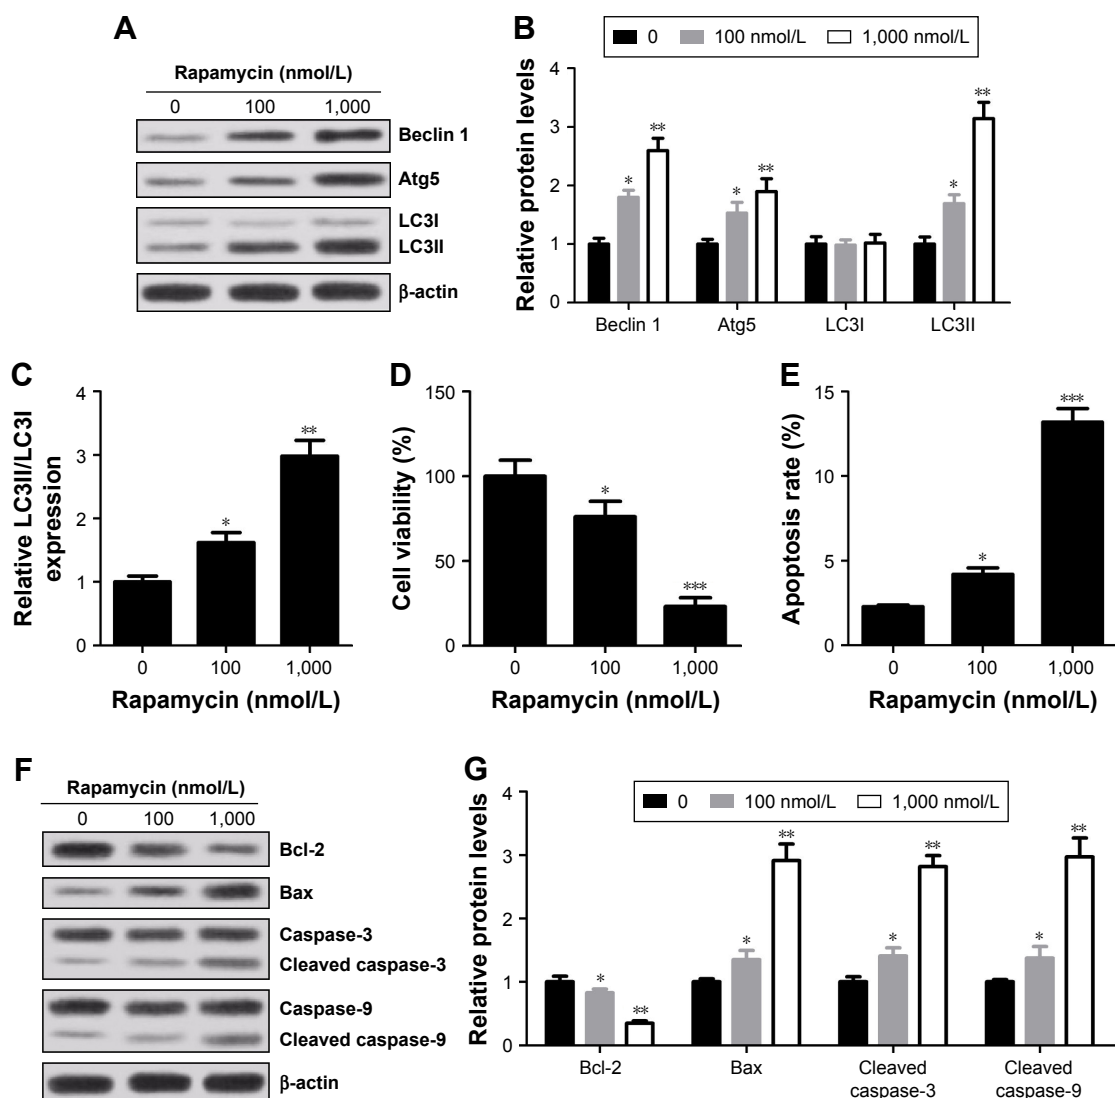 A
Rapamycin (nmol/L)
0 100 1,000
Beclin 1
Atg5
LC3I
LC3II
β-actin
B
0 100 nmol/L 1,000 nmol/L
Relative protein levels
4
3
2
1
0
* ** * ** * **
Beclin 1 Atg5 LC3I LC3II
C
Relative LC3II/LC3I
expression
4
3
2
1
0
* **
0 100 1,000
Rapamycin (nmol/L)
D
Cell viability (%)
150
100
50
0
* ***
0 100 1,000
Rapamycin (nmol/L)
E
Apoptosis rate (%)
15
10
5
0
* ***
0 100 1,000
Rapamycin (nmol/L)
F
Rapamycin (nmol/L)
0 100 1,000
Bcl-2
Bax
Caspase-3
Cleaved caspase-3
Caspase-9
Cleaved caspase-9
β-actin
G
0 100 nmol/L 1,000 nmol/L
Relative protein levels
4
3
2
1
0
* ** * ** * ** * **
Bcl-2 Bax Cleaved Cleaved
caspase-3 caspase-9